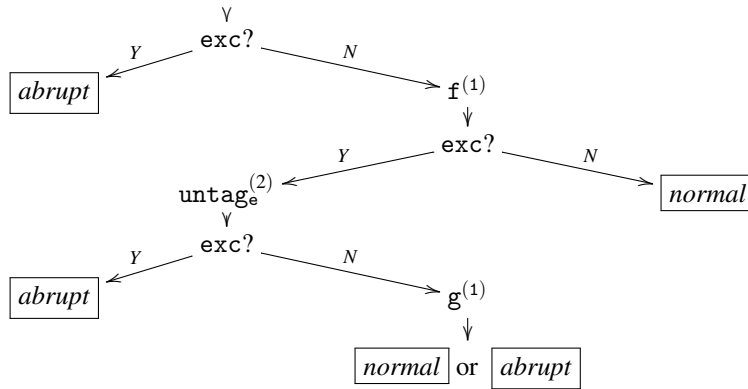 exc?
Y N
abrupt f(1)
exc?
Y N
untage(2) normal
exc?
Y N
abrupt g(1)
normal or abrupt